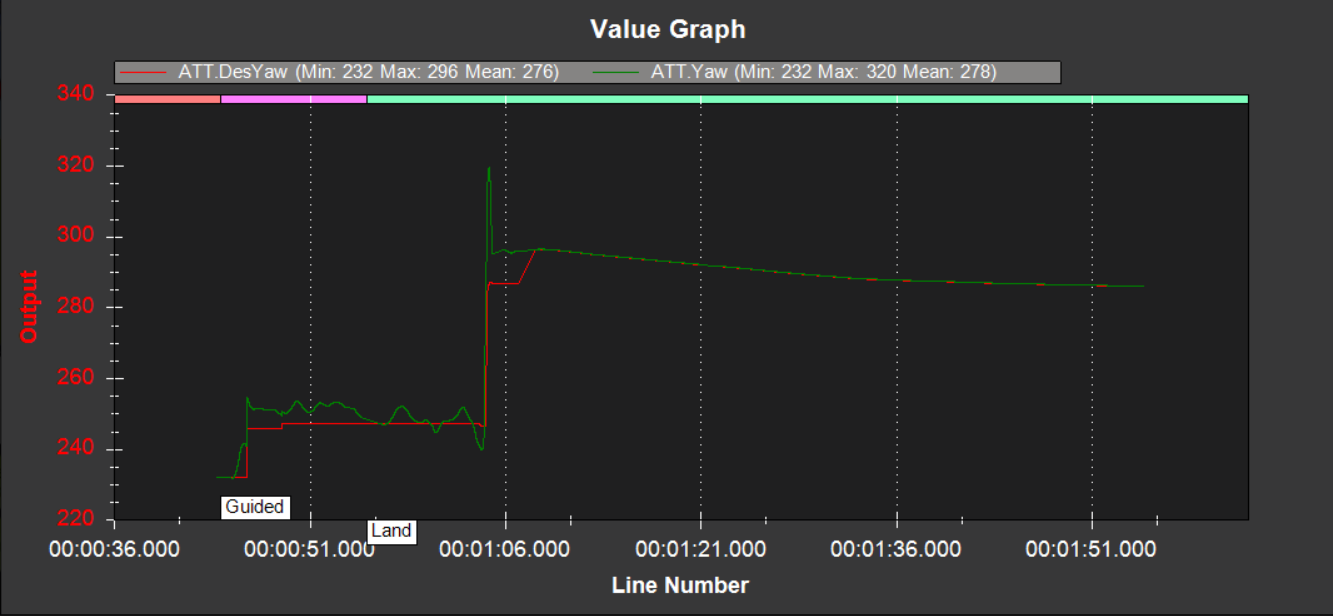 Value Graph
ATT.DesYaw (Min: 232 Max: 296 Mean: 276) ATT.Yaw (Min: 232 Max: 320 Mean: 278)
340
320
300
280
260
240
220
Output
Guided
Land
00:00:36.000 00:00:51.000 00:01:06.000 00:01:21.000 00:01:36.000 00:01:51.000
Line Number